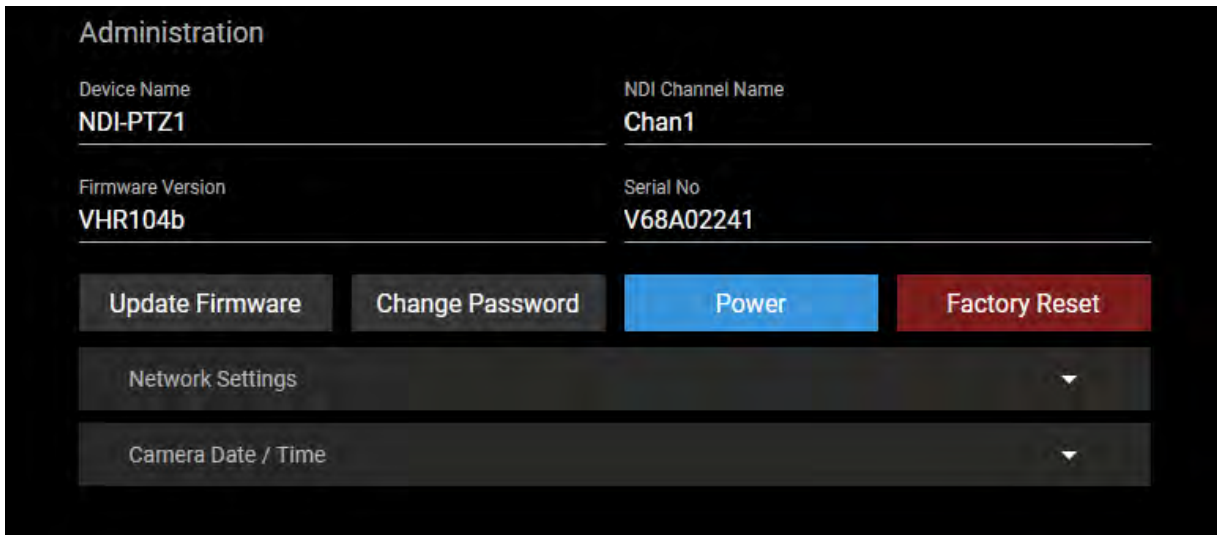 Administration
Device Name
NDI Channel Name
NDI-PTZ1
Chan1
Firmware Version
Serial No
VHR104b
V68A02241
Update Firmware
Change Password
Power
Factory Reset
Network Settings
Camera Date / Time